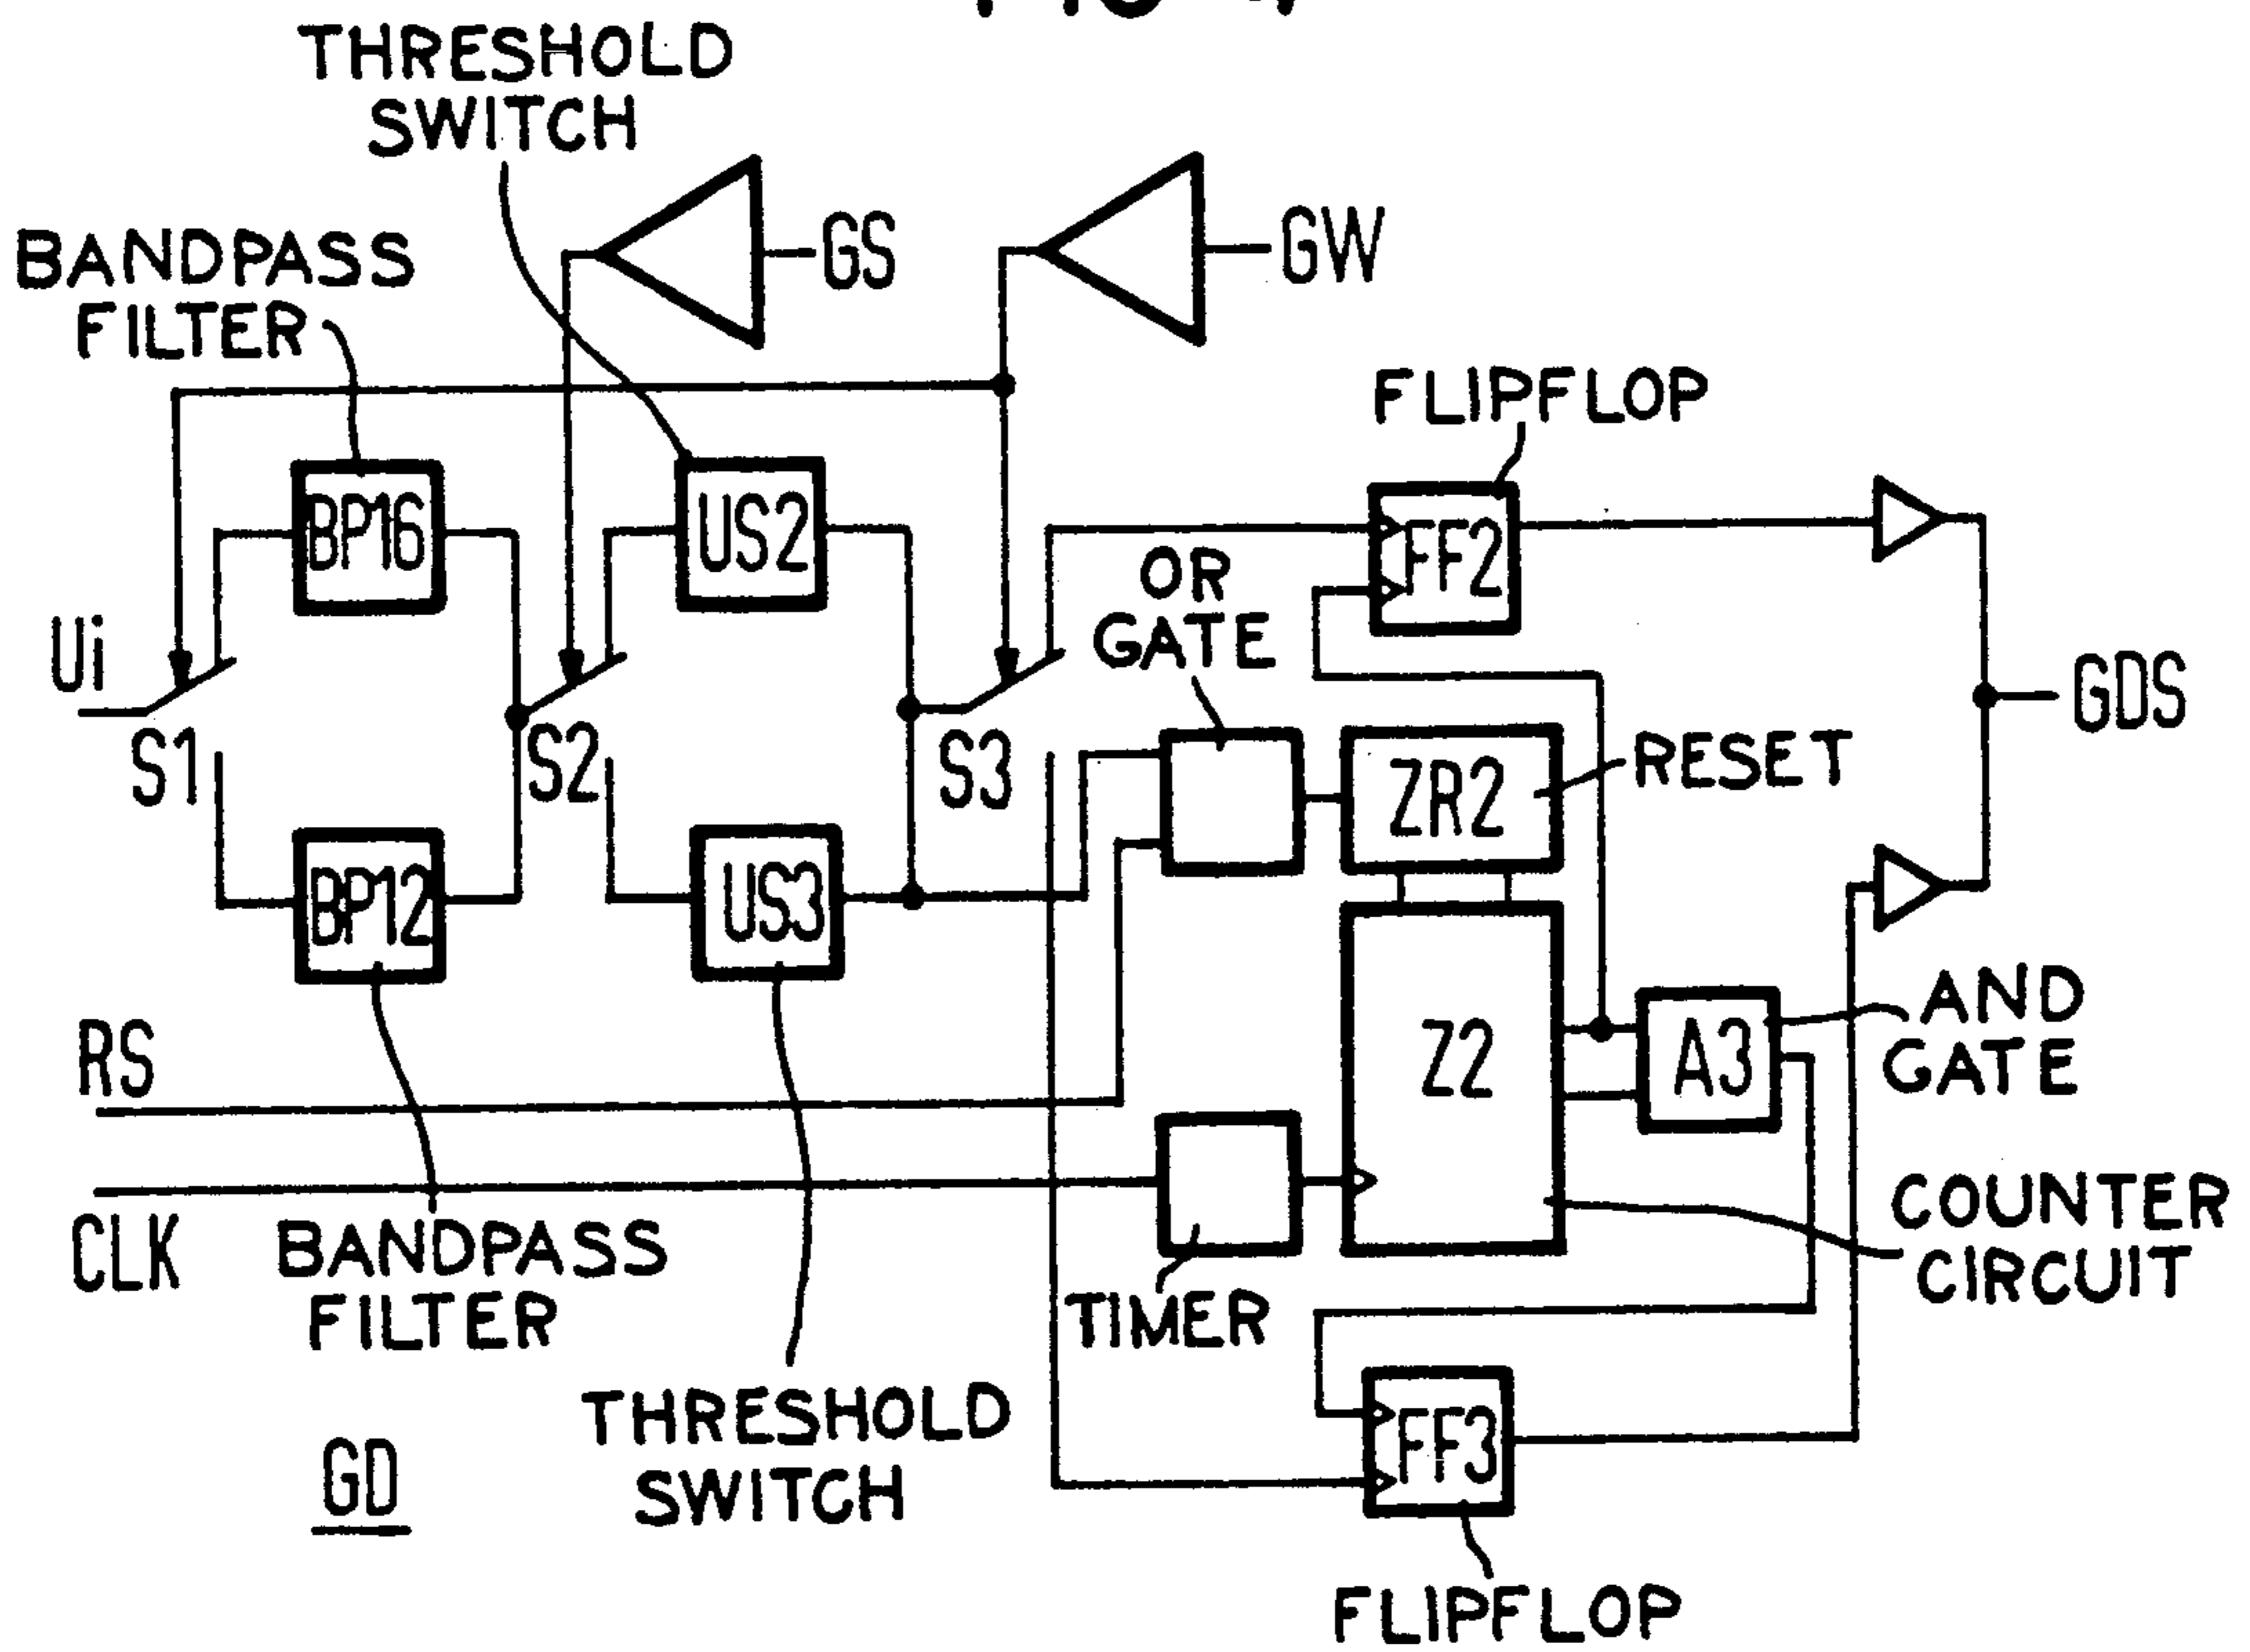 THRESHOLD
SWITCH
GS
GW
BANDPASS
FILTER
FLIPFLOP
BP16
US2
FF2
OR
GATE
Ui
GDS
S1
S2
S3
ZR2
RESET
BP12
US3
AND
GATE
RS
Z2
A3
CLK
BANDPASS
FILTER
TIMER
COUNTER
CIRCUIT
THRESHOLD
SWITCH
FF3
GD
FLIPFLOP